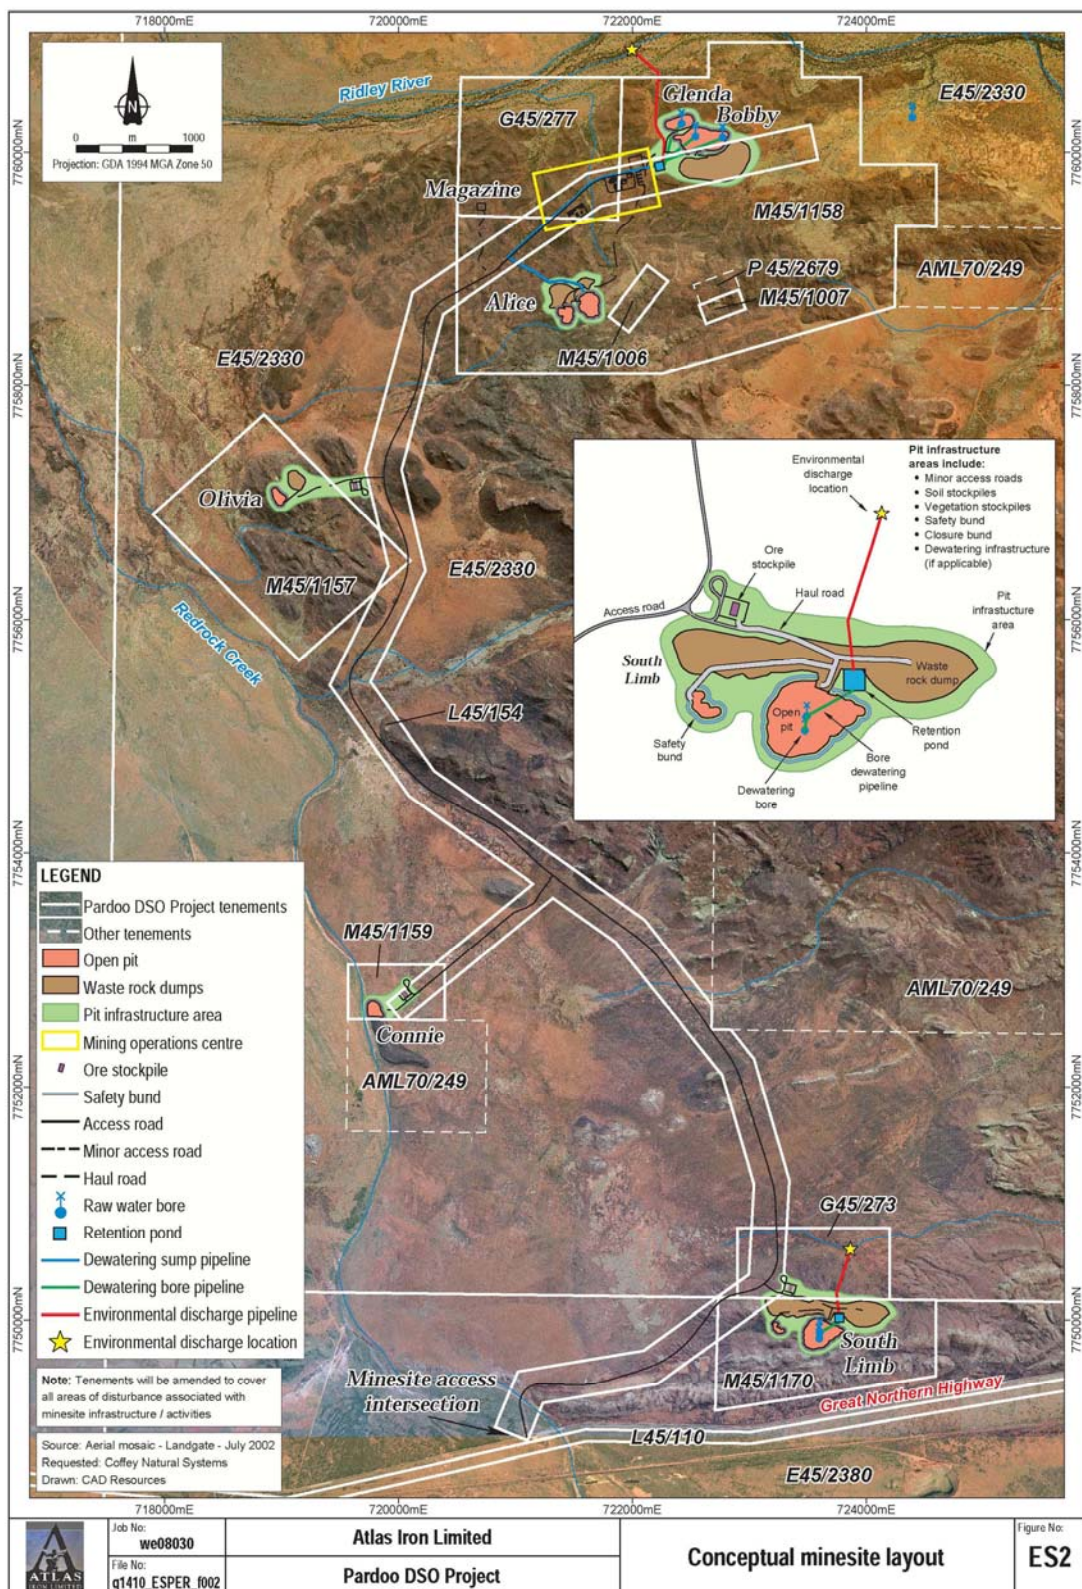 718000mE
720000mE
722000mE
724000mE
N
0 m 1000
Projection: GDA 1994 MGA Zone 50
Ridley River
G45/277
Glenda
Bobby
E45/2330
7760000mN
7760000mN
Magazine
M45/1158
P 45/2679
AML70/249
M45/1007
Alice
M45/1006
E45/2330
7758000mN
7758000mN
Olivia
M45/1157
E45/2330
Redrock Creek
7756000mN
7756000mN
L45/154
Environmental
discharge
location
Pit infrastructure
areas include:
• Minor access roads
• Soil stockpiles
• Vegetation stockpiles
• Safety bund
• Closure bund
• Dewatering infrastructure
(if applicable)
Ore
stockpile
Haul road
Access road
Pit
infrastucture
area
South
Limb
Waste
rock dump
Open
pit
Safety
bund
Retention
pond
Bore
dewatering
pipeline
Dewatering
bore
7754000mN
7754000mN
LEGEND
Pardoo DSO Project tenements
Other tenements
Open pit
Waste rock dumps
Pit infrastructure area
Mining operations centre
Ore stockpile
Safety bund
Access road
Minor access road
Haul road
Raw water bore
Retention pond
Dewatering sump pipeline
Dewatering bore pipeline
Environmental discharge pipeline
Environmental discharge location
M45/1159
Connie
AML70/249
AML70/249
7752000mN
7752000mN
G45/273
7750000mN
7750000mN
South
Limb
M45/1170
Minesite access
intersection
Great Northern Highway
L45/110
E45/2380
Note: Tenements will be amended to cover
all areas of disturbance associated with
minesite infrastructure / activities
Source: Aerial mosaic - Landgate - July 2002
Requested: Coffey Natural Systems
Drawn: CAD Resources
718000mE
720000mE
722000mE
724000mE
ATLAS
IRON LIMITED
Job No:
we08030
File No:
g1410_ESPER_f002
Atlas Iron Limited
Pardoo DSO Project
Conceptual minesite layout
Figure No:
ES2